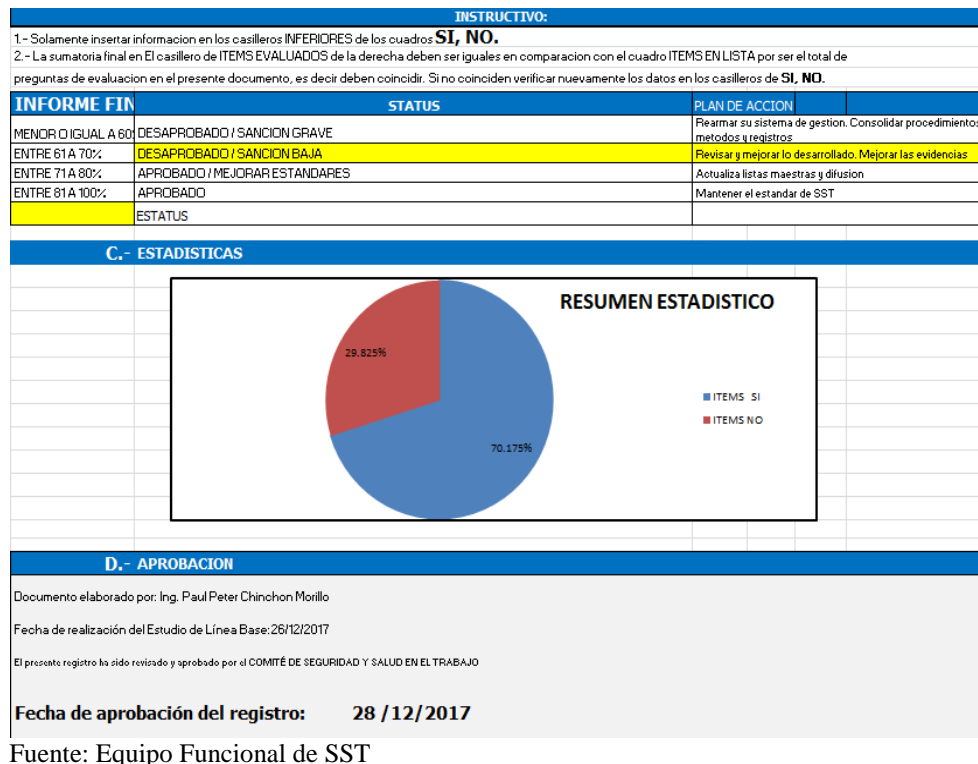 INSTRUCTIVO:
1.- Solamente insertar informacion en los casilleros INFERIORES de los cuadros SI, NO.
2.- La sumatoria final en El casillero de ITEMS EVALUADOS de la derecha deben ser iguales en comparacion con el cuadro ITEMS EN LISTA por ser el total de
preguntas de evaluacion en el presente documento, es decir deben coincidir. Si no coinciden verificar nuevamente los datos en los casilleros de SI, NO.
INFORME FIN STATUS PLAN DE ACCION
MENOR O IGUAL A 60% DESAPROBADO / SANCION GRAVE Rearmar su sistema de gestion. Consolidar procedimientos
metodos y registros
ENTRE 61 A 70% DESAPROBADO / SANCION BAJA Revisar y mejorar lo desarrollado. Mejorar las evidencias
ENTRE 71 A 80% APROBADO / MEJORAR ESTANDARES Actualiza listas maestras y difusion
ENTRE 81 A 100% APROBADO Mantener el estandar de SST
ESTATUS
C.- ESTADISTICAS
RESUMEN ESTADISTICO
29.825%
ITEMS SI
ITEMS NO
70.175%
D.- APROBACION
Documento elaborado por: Ing. Paul Peter Chinchon Morillo
Fecha de realización del Estudio de Línea Base:26/12/2017
El presente registro ha sido revisado y aprobado por el COMITÉ DE SEGURIDAD Y SALUD EN EL TRABAJO
Fecha de aprobación del registro: 28 /12/2017
Fuente: Equipo Funcional de SST